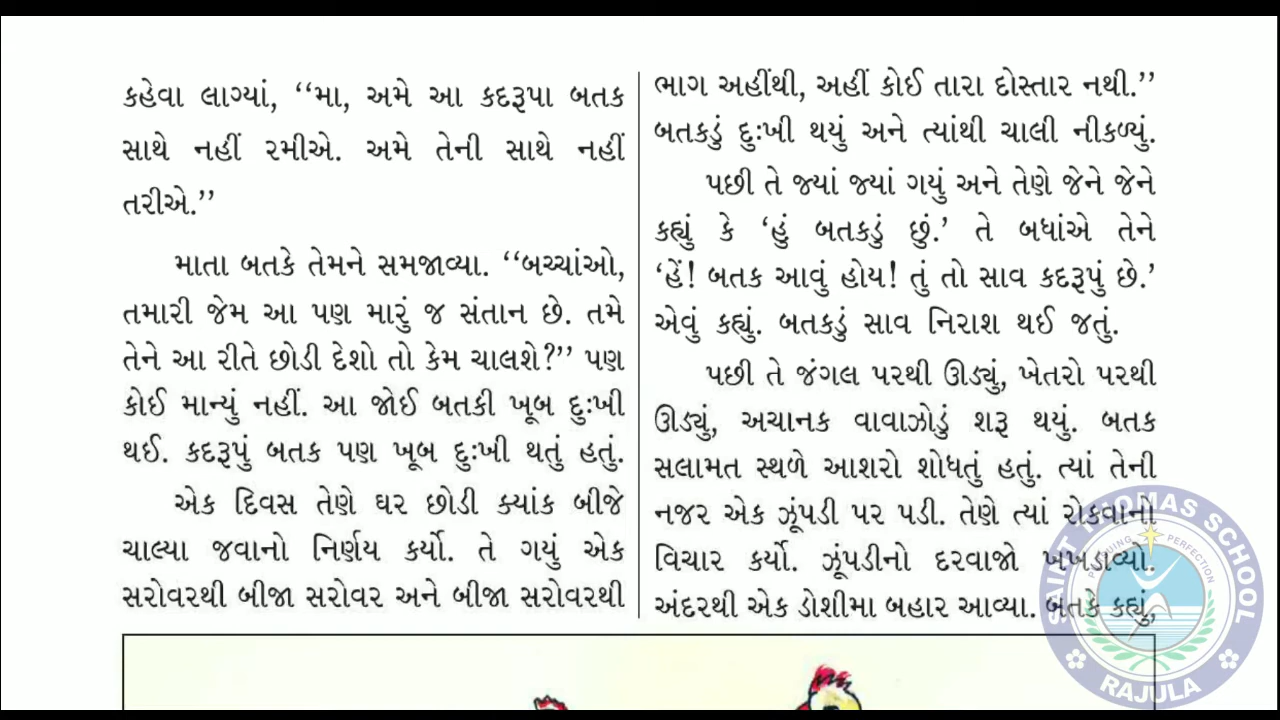 કહેવા લાગ્યાં, ‘‘મા, અમે આ કદરૂપા બતક
સાથે નહીં રમીએ. અમે તેની સાથે નહીં
તરીએ.’’
માતા બતકે તેમને સમજાવ્યા. ‘‘બચ્ચાંઓ,
તમારી જેમ આ પણ મારું જ સંતાન છે. તમે
તેને આ રીતે છોડી દેશો તો કેમ ચાલશે?’’ પણ
કોઈ માન્યું નહીં. આ જોઈ બતકી ખૂબ દુઃખી
થઈ. કદરૂપું બતક પણ ખૂબ દુઃખી થતું હતું.
એક દિવસ તેણે ઘર છોડી ક્યાંક બીજે
ચાલ્યા જવાનો નિર્ણય કર્યો. તે ગયું એક
સરોવરથી બીજા સરોવર અને બીજા સરોવરથી
ભાગ અહીંથી, અહીં કોઈ તારા દોસ્તાર નથી.’’
બતકડું દુઃખી થયું અને ત્યાંથી ચાલી નીકળ્યું.
પછી તે જ્યાં જ્યાં ગયું અને તેણે જેને જેને
કહ્યું કે ‘હું બતકડું છું.’ તે બધાંએ તેને
‘હેં! બતક આવું હોય! તું તો સાવ કદરૂપું છે.’
એવું કહ્યું. બતકડું સાવ નિરાશ થઈ જતું.
પછી તે જંગલ પરથી ઊડ્યું, ખેતરો પરથી
ઊડ્યું, અચાનક વાવાઝોડું શરૂ થયું. બતક
સલામત સ્થળે આશરો શોધતું હતું. ત્યાં તેની
નજર એક ઝૂંપડી પર પડી. તેણે ત્યાં રોકવાનો
વિચાર કર્યો. ઝૂંપડીનો દરવાજો ખખડાવ્યો.
અંદરથી એક ડોશીમા બહાર આવ્યા. બતકે કહ્યું,
SAINT THOMAS SCHOOL
PURSUING PERFECTION
RAJULA